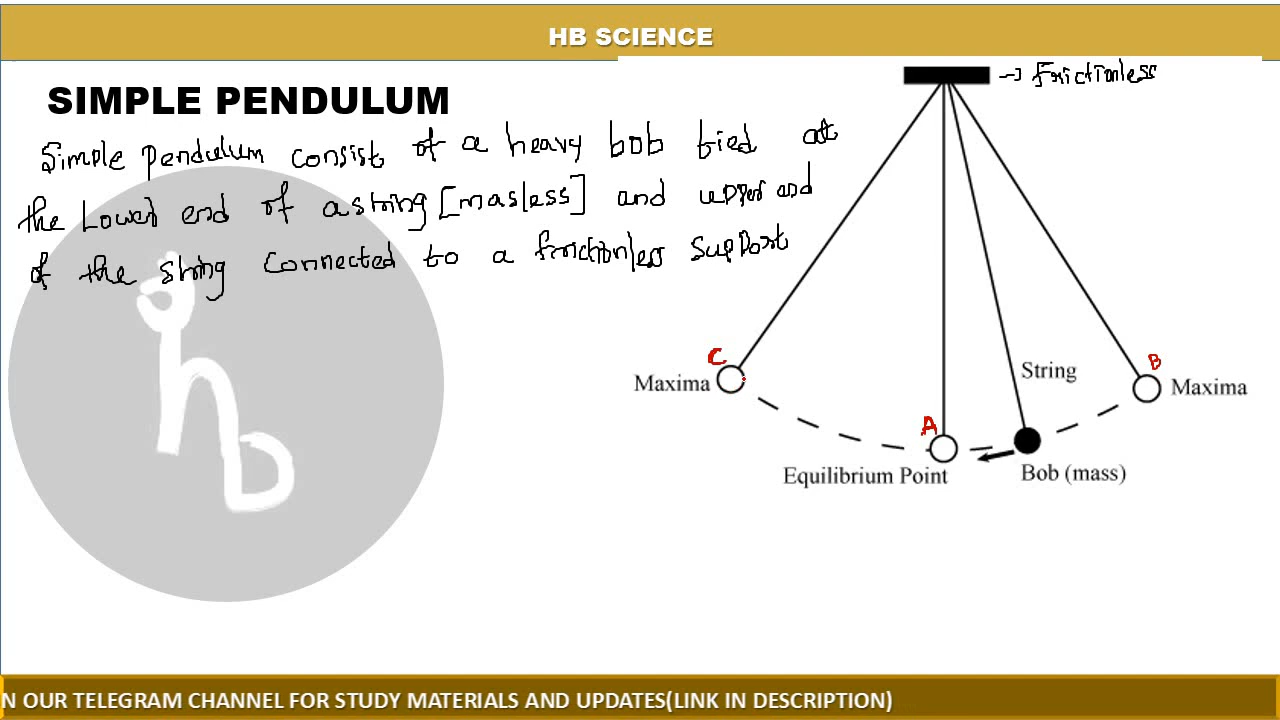 HB SCIENCE
SIMPLE PENDULUM
→ frictionless
Simple pendulum consist of a heavy bob tied at
the Lower end of a string [masless] and upper end
of the string connected to a frictionless support
C
B
Maxima
String
Maxima
A
Equilibrium Point
Bob (mass)
hb
N OUR TELEGRAM CHANNEL FOR STUDY MATERIALS AND UPDATES(LINK IN DESCRIPTION)